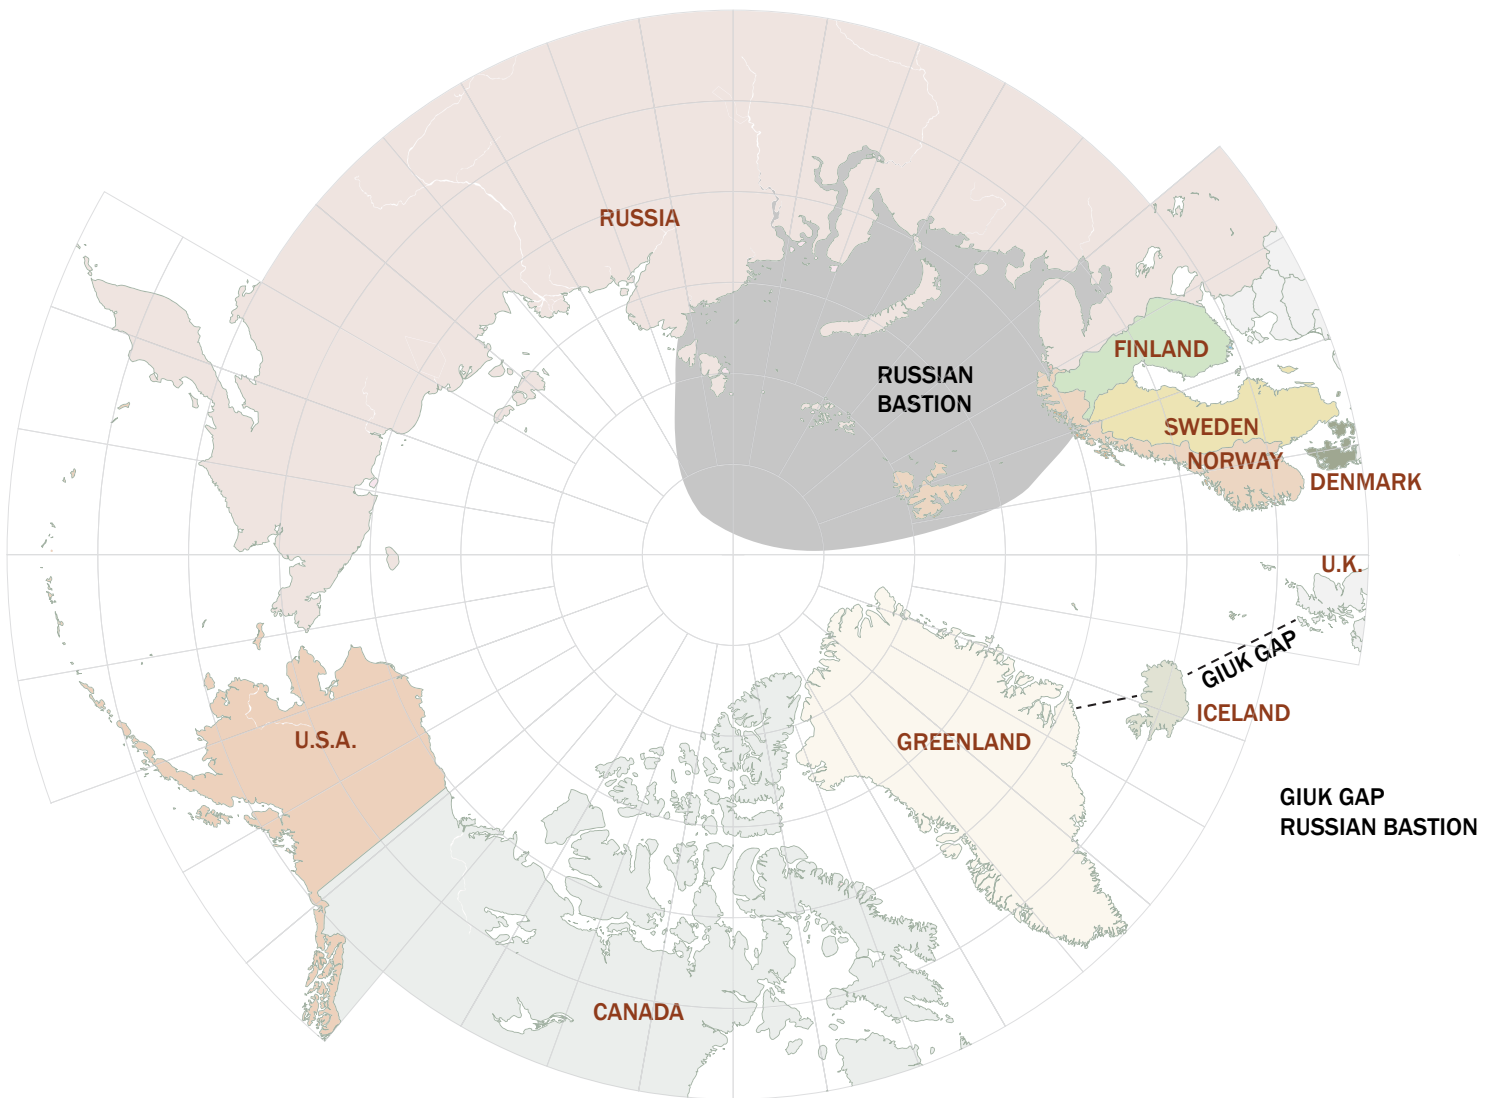 RUSSIA
RUSSIAN
BASTION
FINLAND
SWEDEN
NORWAY
DENMARK
U.K.
GIUK GAP
ICELAND
U.S.A.
GREENLAND
GIUK GAP
RUSSIAN BASTION
CANADA